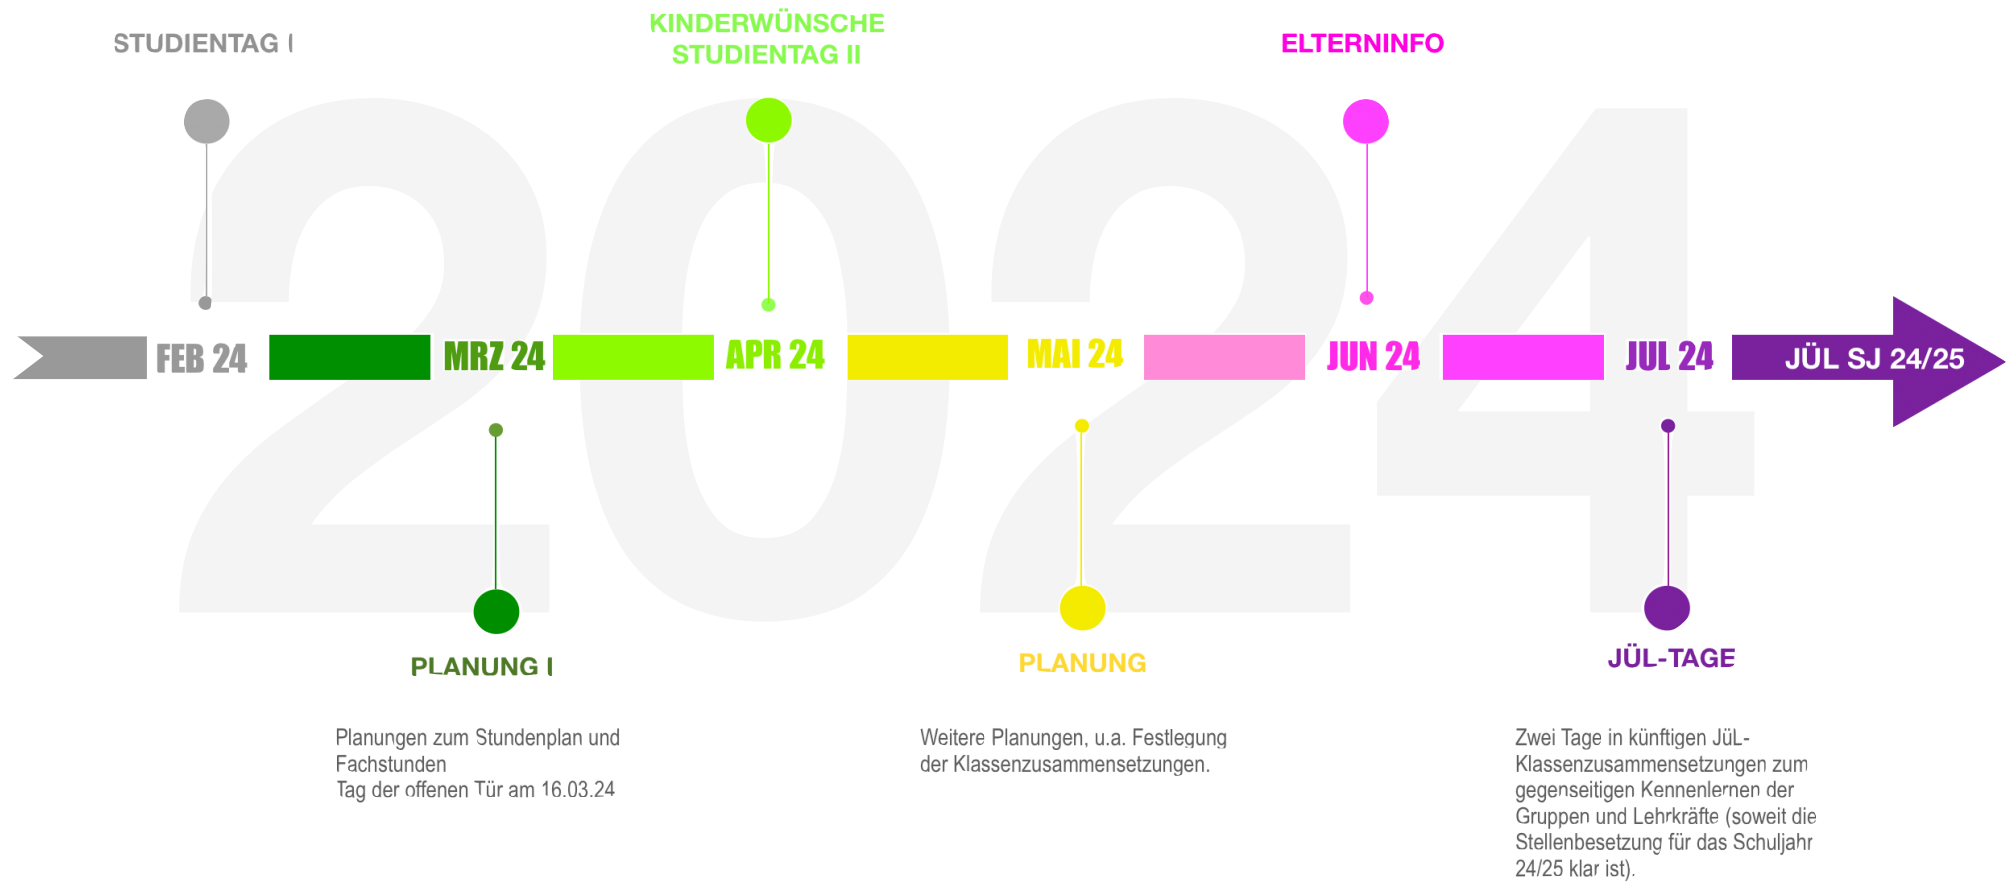 STUDIENTAG I
KINDERWÜNSCHE
STUDIENTAG II
ELTERNINFO
2024
FEB 24
MRZ 24
APR 24
MAI 24
JUN 24
JUL 24
JÜL SJ 24/25
PLANUNG I
PLANUNG
JÜL-TAGE
Planungen zum Stundenplan und
Fachstunden
Tag der offenen Tür am 16.03.24
Weitere Planungen, u.a. Festlegung
der Klassenzusammensetzungen.
Zwei Tage in künftigen JüL-
Klassenzusammensetzungen zum
gegenseitigen Kennenlernen der
Gruppen und Lehrkräfte (soweit die
Stellenbesetzung für das Schuljahr
24/25 klar ist).